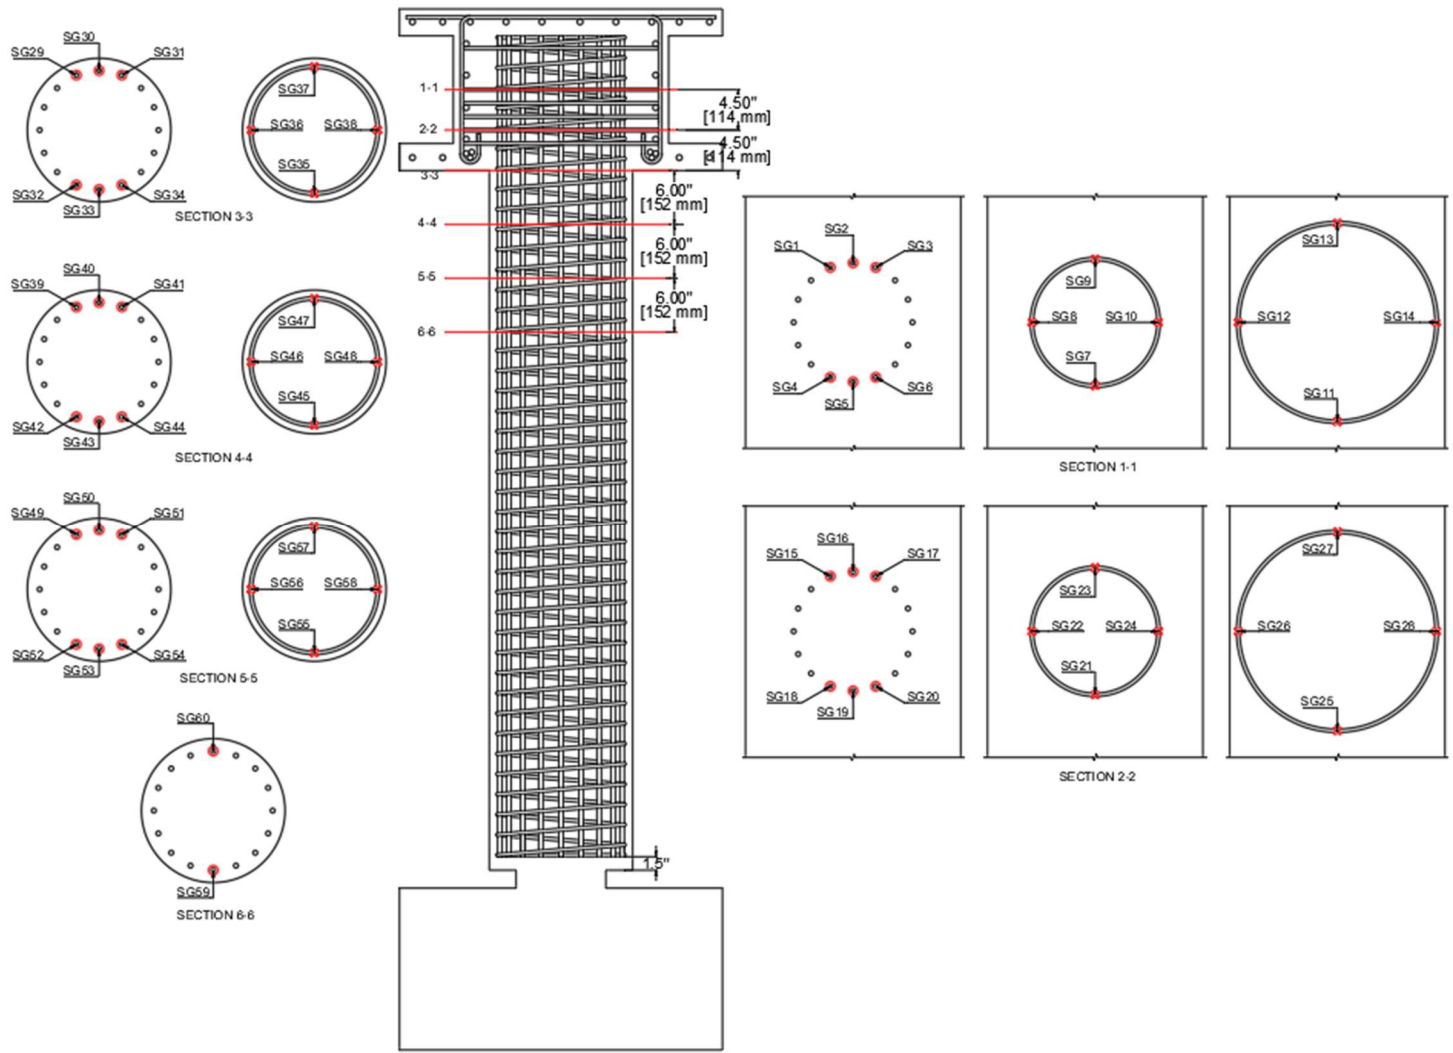 SG30
SG29
SG31
SG32
SG33
SG34
SG37
SG36
SG38
SG35
SECTION 3-3
SG40
SG39
SG41
SG42
SG43
SG44
SG47
SG46
SG48
SG45
SECTION 4-4
SG50
SG49
SG51
SG52
SG53
SG54
SG57
SG56
SG58
SG55
SECTION 5-5
SG60
SG59
SECTION 6-6
1-1
2-2
3-3
4-4
5-5
6-6
4.50"
[114 mm]
4.50"
[114 mm]
6.00"
[152 mm]
6.00"
[152 mm]
6.00"
[152 mm]
1.5"
SG1
SG2
SG3
SG4
SG5
SG6
SG9
SG8
SG10
SG7
SG13
SG12
SG14
SG11
SECTION 1-1
SG15
SG16
SG17
SG18
SG19
SG20
SG23
SG22
SG24
SG21
SG27
SG26
SG28
SG25
SECTION 2-2